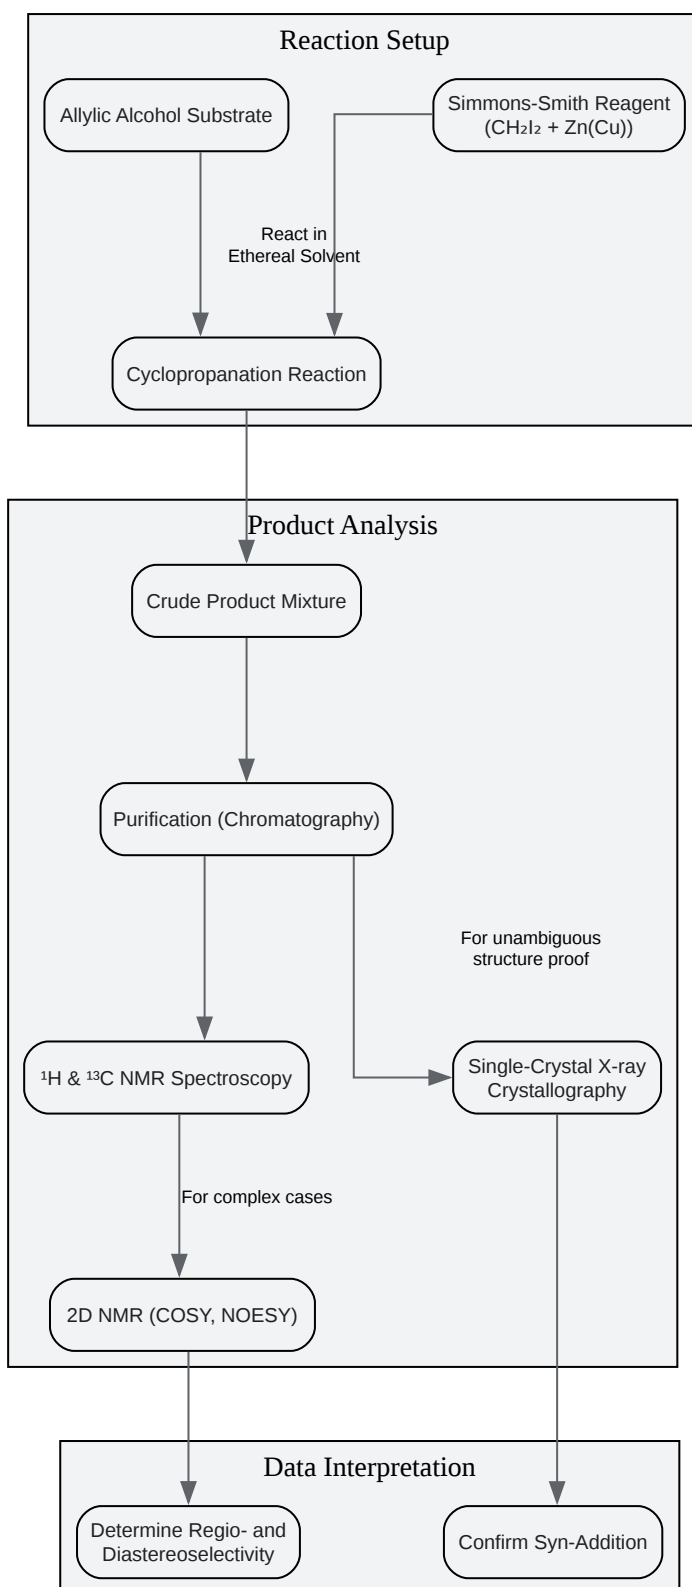 Reaction Setup
Allylic Alcohol Substrate
Simmons-Smith Reagent
(CH₂I₂ + Zn(Cu))
React in
Ethereal Solvent
Cyclopropanation Reaction
Product Analysis
Crude Product Mixture
Purification (Chromatography)
For unambiguous
structure proof
¹H & ¹³C NMR Spectroscopy
Single-Crystal X-ray
Crystallography
For complex cases
2D NMR (COSY, NOESY)
Data Interpretation
Determine Regio- and
Diastereoselectivity
Confirm Syn-Addition